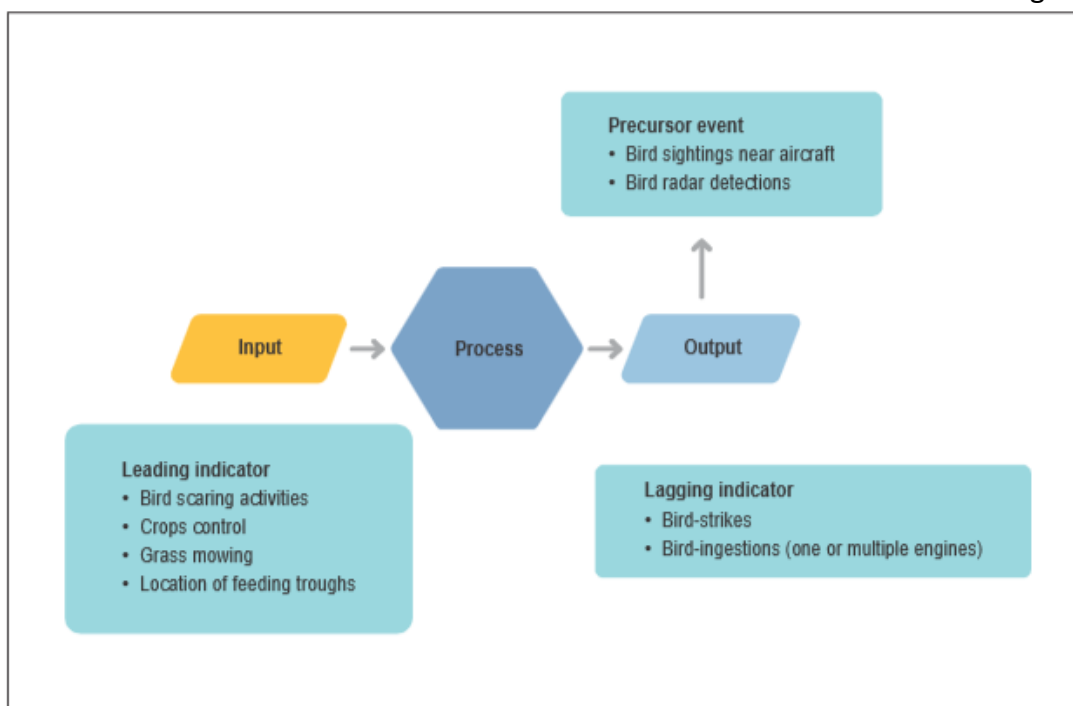 Precursor event
• Bird sightings near aircraft
• Bird radar detections
Input
Process
Output
Leading indicator
• Bird scaring activities
• Crops control
• Grass mowing
• Location of feeding troughs
Lagging indicator
• Bird-strikes
• Bird-ingestions (one or multiple engines)